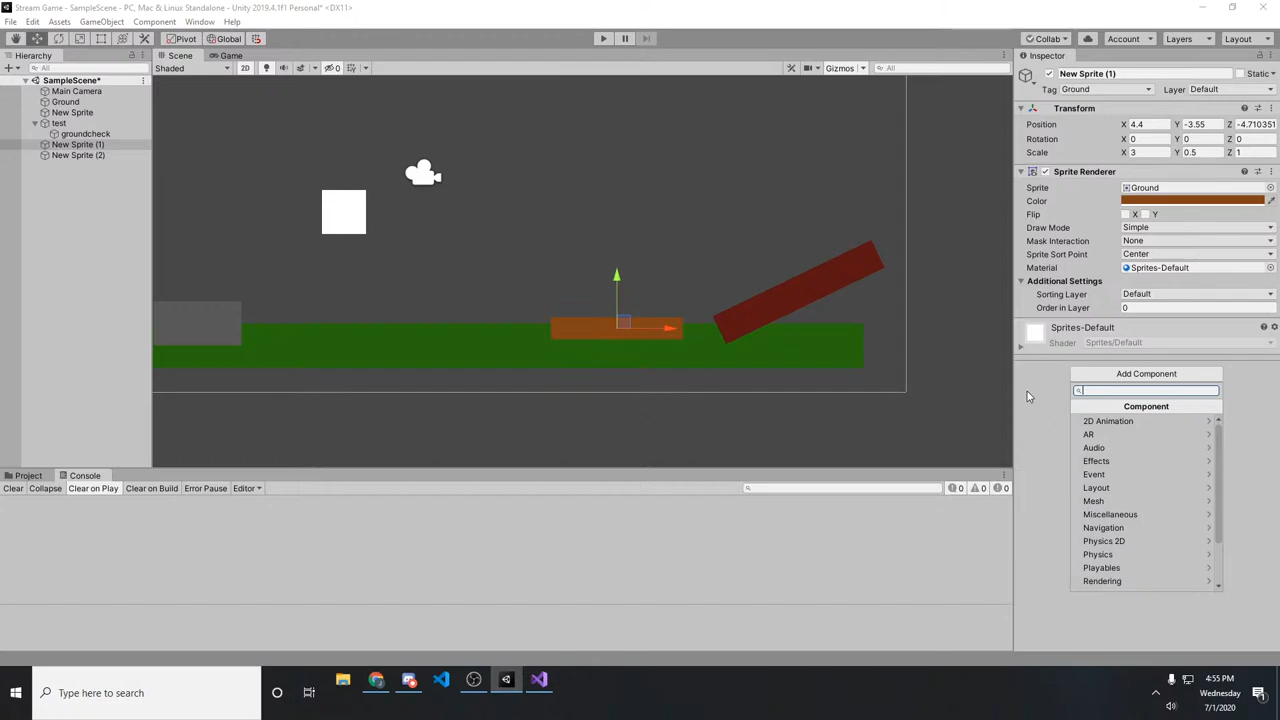 Stream Game - SampleScene - PC, Mac & Linux Standalone - Unity 2019.4.1f1 Personal* <DX11>
File Edit Assets GameObject Component Window Help
Pivot Global Collab Account Layers Layout
Hierarchy
All
SampleScene*
Main Camera
Ground
New Sprite
test
groundcheck
New Sprite (1)
New Sprite (2)
Scene Game
Shaded 2D 0 Gizmos All
Inspector
New Sprite (1) Static
Tag Ground Layer Default
Transform
Position X 4.4 Y -3.55 Z -4.710351
Rotation X 0 Y 0 Z 0
Scale X 3 Y 0.5 Z 1
Sprite Renderer
Sprite Ground
Color
Flip X Y
Draw Mode Simple
Mask Interaction None
Sprite Sort Point Center
Material Sprites-Default
Additional Settings
Sorting Layer Default
Order in Layer 0
Sprites-Default
Shader Sprites/Default
Add Component
Component
2D Animation
AR
Audio
Effects
Event
Layout
Mesh
Miscellaneous
Navigation
Physics 2D
Physics
Playables
Rendering
Project Console
Clear Collapse Clear on Play Clear on Build Error Pause Editor 0 0 0
Type here to search
4:55 PM
Wednesday
7/1/2020